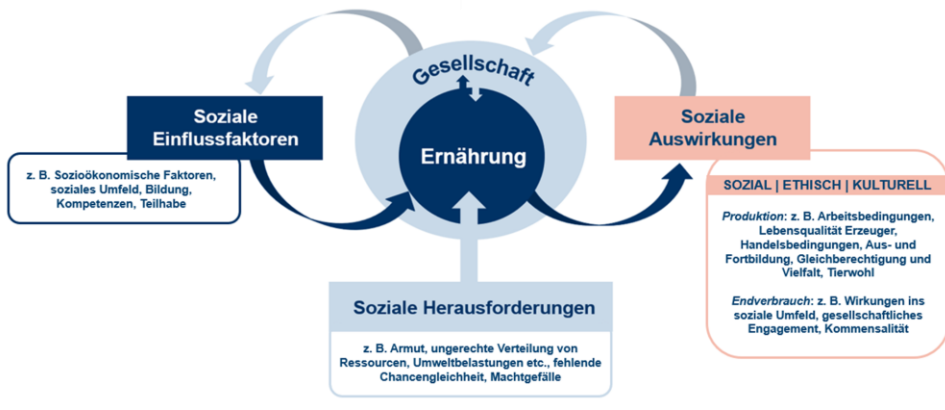 Gesellschaft
Ernährung
Soziale
Einflussfaktoren
z. B. Sozioökonomische Faktoren,
soziales Umfeld, Bildung,
Kompetenzen, Teilhabe
Soziale
Auswirkungen
SOZIAL | ETHISCH | KULTURELL
Produktion: z. B. Arbeitsbedingungen,
Lebensqualität Erzeuger,
Handelsbedingungen, Aus- und
Fortbildung, Gleichberechtigung und
Vielfalt, Tierwohl
Endverbrauch: z. B. Wirkungen ins
soziale Umfeld, gesellschaftliches
Engagement, Kommensalität
Soziale Herausforderungen
z. B. Armut, ungerechte Verteilung von
Ressourcen, Umweltbelastungen etc., fehlende
Chancengleichheit, Machtgefälle